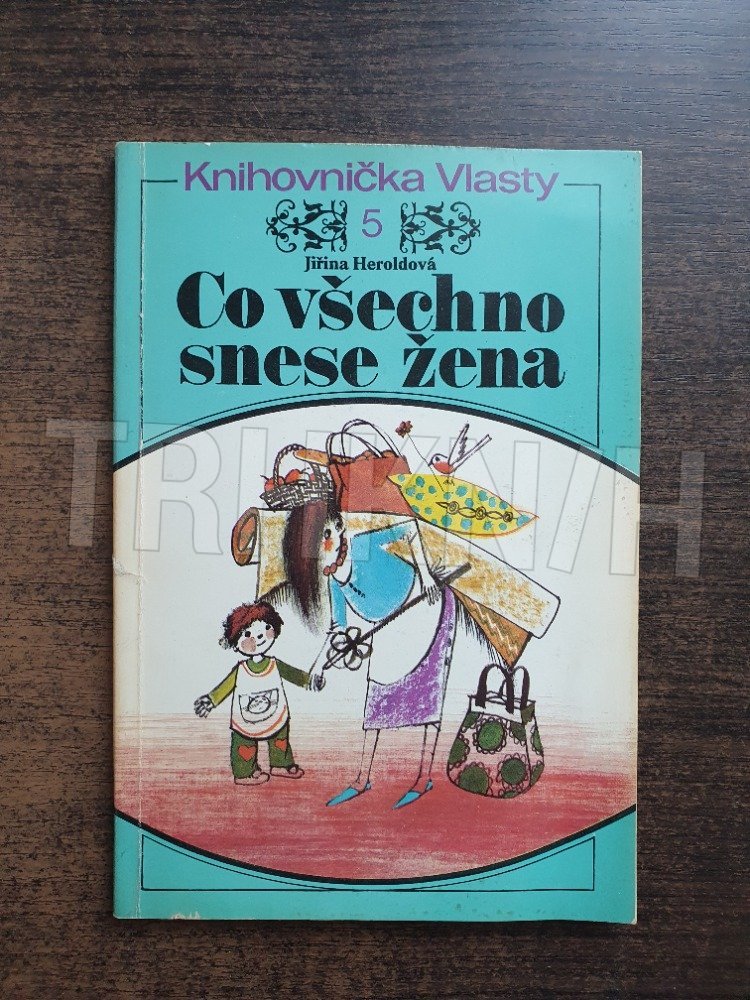 Knihovnička Vlasty
5
Jiřina Heroldová
Co všechno
snese žena